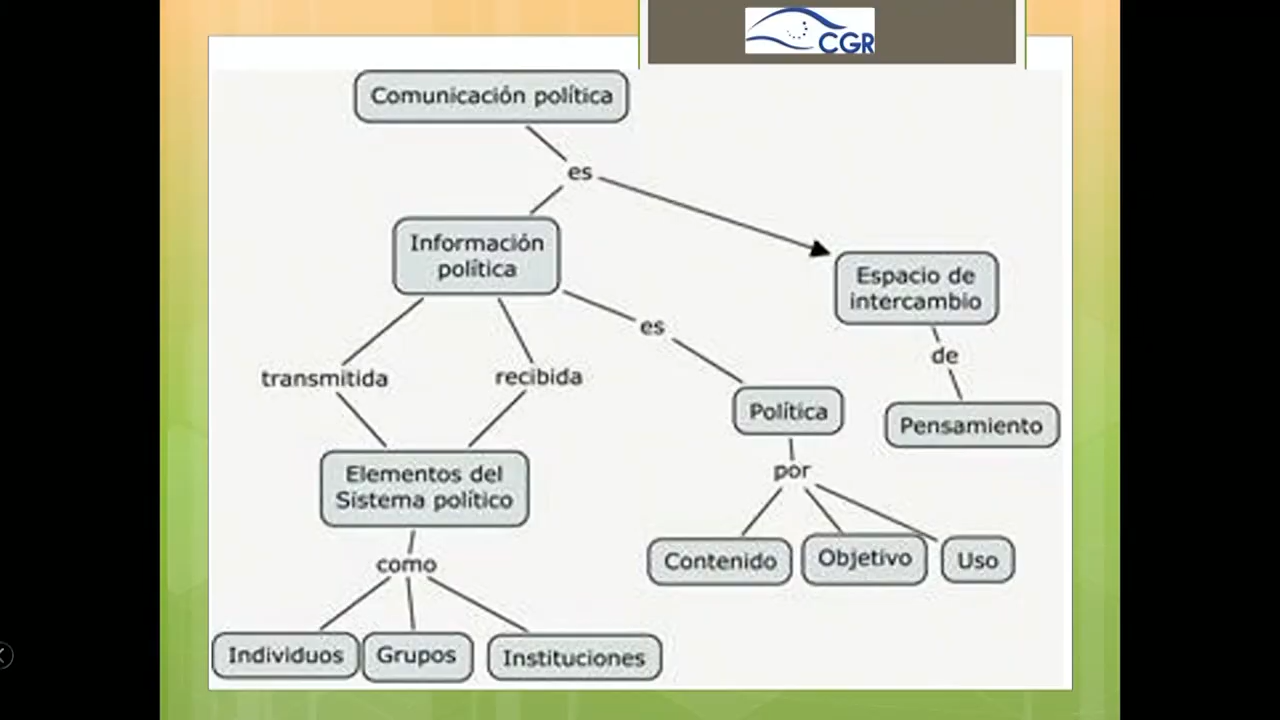 CGR
Comunicación política
es
Información
política
Espacio de
intercambio
es
de
transmitida
recibida
Política
Pensamiento
por
Elementos del
Sistema político
Contenido
Objetivo
Uso
como
Individuos
Grupos
Instituciones